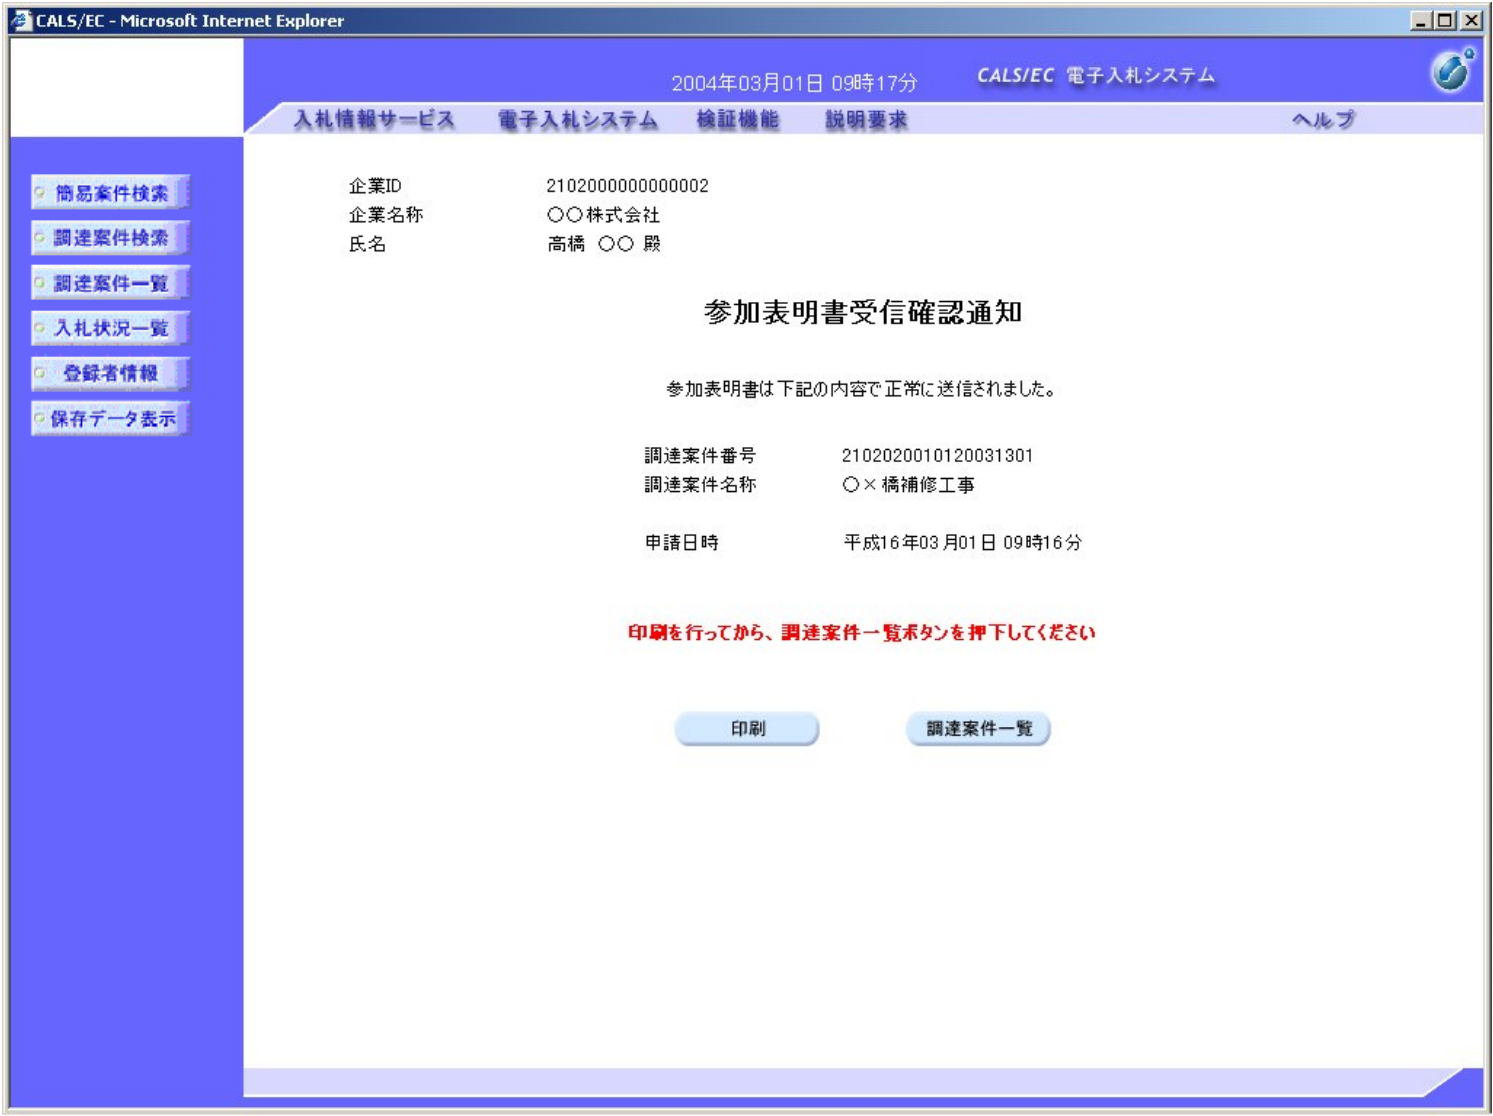 CALS/EC - Microsoft Internet Explorer
2004年03月01日 09時17分
CALS/EC 電子入札システム
入札情報サービス 電子入札システム 検証機能 説明要求 ヘルプ
簡易案件検索
調達案件検索
調達案件一覧
入札状況一覧
登録者情報
保存データ表示
企業ID 2102000000000002
企業名称 〇〇株式会社
氏名 高橋 〇〇 殿
参加表明書受信確認通知
参加表明書は下記の内容で正常に送信されました。
調達案件番号 2102020010120031301
調達案件名称 〇×橋補修工事
申請日時 平成16年03月01日 09時16分
印刷を行ってから、調達案件一覧ボタンを押下してください
印刷 調達案件一覧